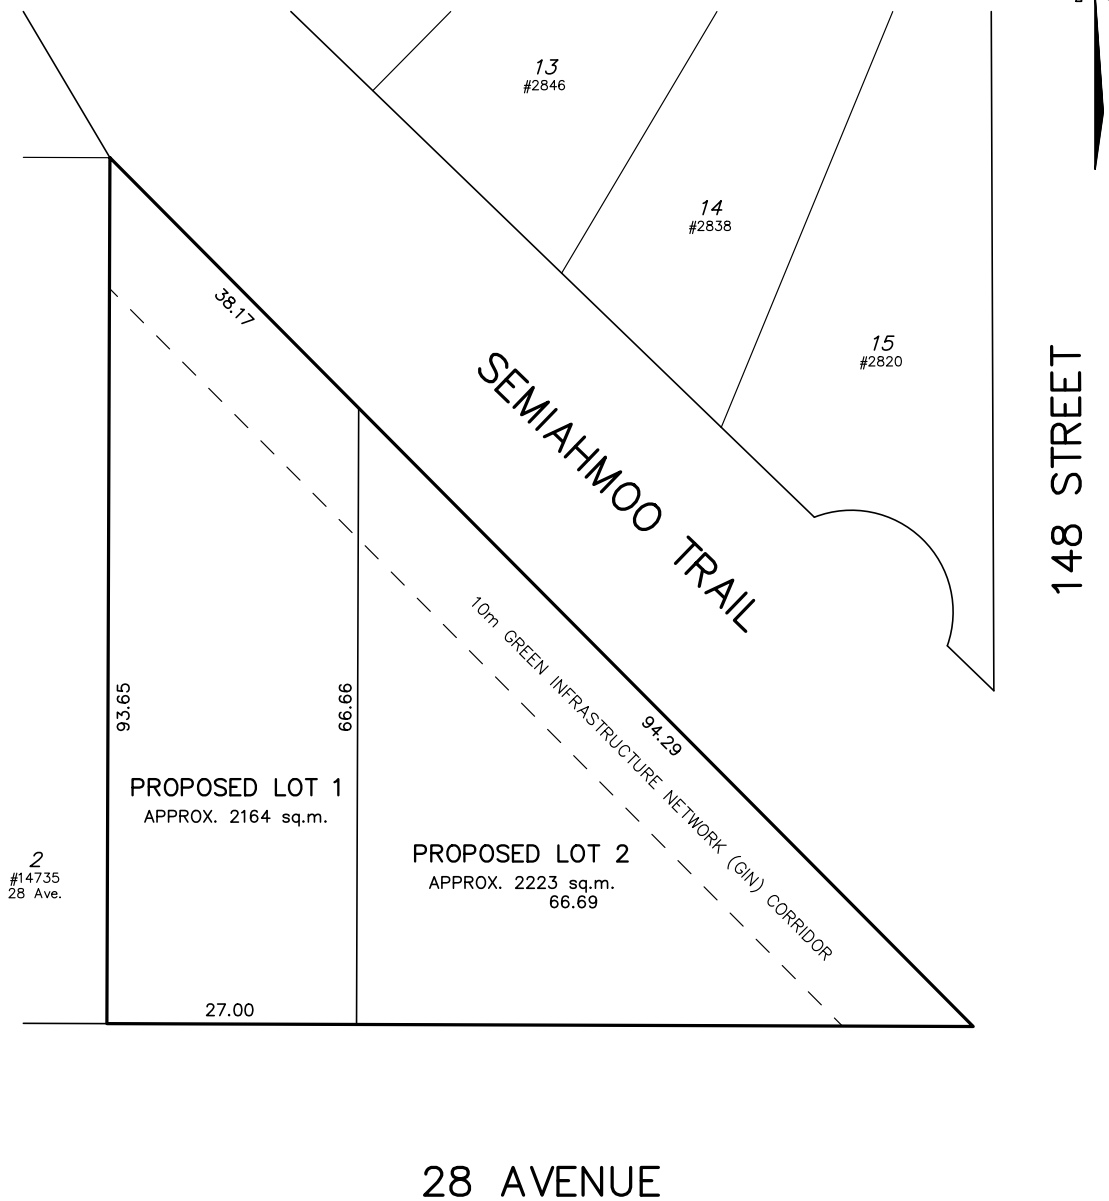 13
#2846
14
#2838
15
#2820
38.17
SEMIAHMOO TRAIL
148 STREET
10m GREEN INFRASTRUCTURE NETWORK (GIN) CORRIDOR
93.65
66.66
94.29
PROPOSED LOT 1
APPROX. 2164 sq.m.
PROPOSED LOT 2
APPROX. 2223 sq.m.
66.69
2
#14735
28 Ave.
27.00
28 AVENUE